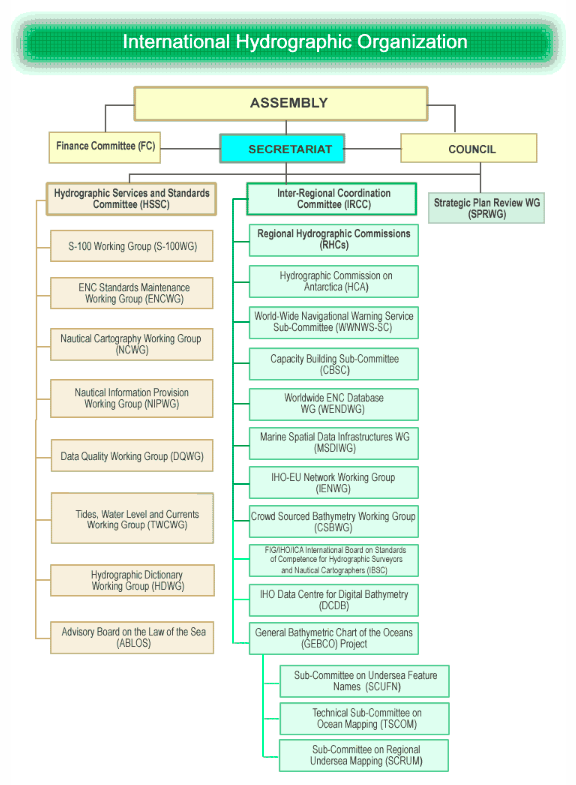 International Hydrographic Organization
ASSEMBLY
Finance Committee (FC)
SECRETARIAT
COUNCIL
Hydrographic Services and Standards
Committee (HSSC)
S-100 Working Group (S-100WG)
ENC Standards Maintenance
Working Group (ENCWG)
Nautical Cartography Working Group
(NCWG)
Nautical Information Provision
Working Group (NIPWG)
Data Quality Working Group (DQWG)
Tides, Water Level and Currents
Working Group (TWCWG)
Hydrographic Dictionary
Working Group (HDWG)
Advisory Board on the Law of the Sea
(ABLOS)
Inter-Regional Coordination
Committee (IRCC)
Regional Hydrographic Commissions
(RHCs)
Hydrographic Commission on
Antarctica (HCA)
World-Wide Navigational Warning Service
Sub-Committee (WWNWS-SC)
Capacity Building Sub-Committee
(CBSC)
Worldwide ENC Database
WG (WENDWG)
Marine Spatial Data Infrastructures WG
(MSDIWG)
IHO-EU Network Working Group
(IENWG)
Crowd Sourced Bathymetry Working Group
(CSBWG)
FIG/IHO/ICA International Board on Standards
of Competence for Hydrographic Surveyors
and Nautical Cartographers (IBSC)
IHO Data Centre for Digital Bathymetry
(DCDB)
General Bathymetric Chart of the Oceans
(GEBCO) Project
Sub-Committee on Undersea Feature
Names (SCUFN)
Technical Sub-Committee on
Ocean Mapping (TSCOM)
Sub-Committee on Regional
Undersea Mapping (SCRUM)
Strategic Plan Review WG
(SPRWG)